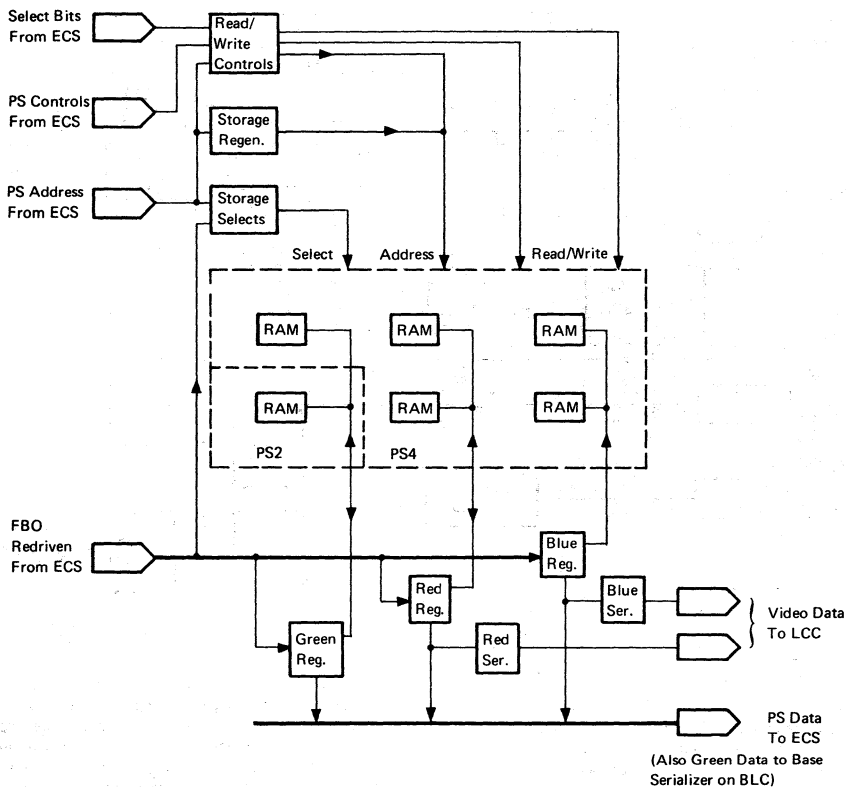 Select Bits
From ECS
Read/
Write
Controls
PS Controls
From ECS
Storage
Regen.
PS Address
From ECS
Storage
Selects
Select
Address
Read/Write
RAM
RAM
RAM
RAM
RAM
RAM
PS2
PS4
FBO
Redriven
From ECS
Blue
Reg.
Red
Reg.
Blue
Ser.
Green
Reg.
Red
Ser.
Video Data
To LCC
PS Data
To ECS
(Also Green Data to Base
Serializer on BLC)